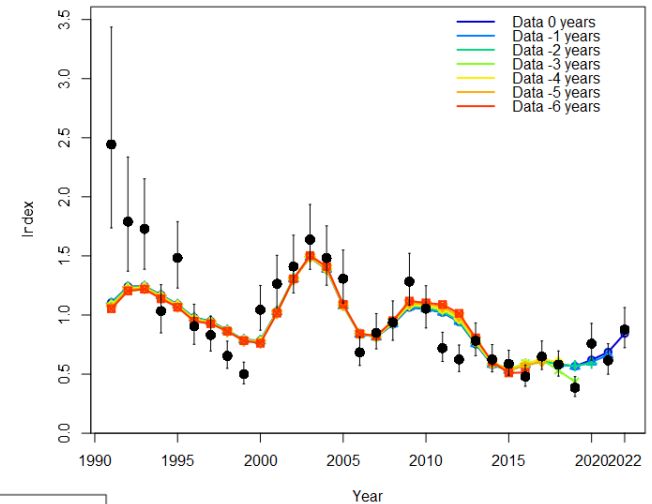 3.5
3.0
2.5
2.0
1.5
1.0
0.5
0.0
Index
Data 0 years
Data -1 years
Data -2 years
Data -3 years
Data -4 years
Data -5 years
Data -6 years
1990 1995 2000 2005 2010 2015 2020 2022
Year